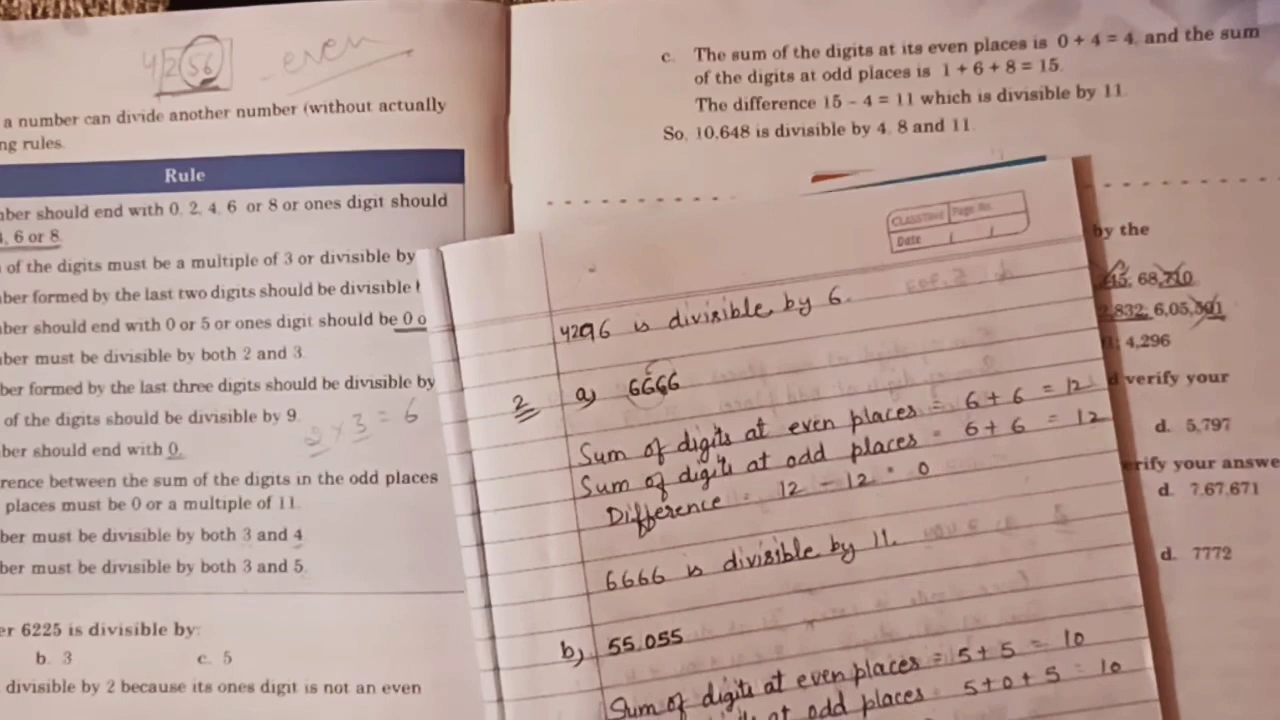 4256 even
a number can divide another number (without actually
ng rules.
Rule
ber should end with 0, 2, 4, 6 or 8 or ones digit should
, 6 or 8.
of the digits must be a multiple of 3 or divisible by
ber formed by the last two digits should be divisible
ber should end with 0 or 5 or ones digit should be 0 o
ber must be divisible by both 2 and 3.
ber formed by the last three digits should be divisible by
of the digits should be divisible by 9.
2 × 3 = 6
ber should end with 0.
rence between the sum of the digits in the odd places
places must be 0 or a multiple of 11.
ber must be divisible by both 3 and 4.
ber must be divisible by both 3 and 5.
er 6225 is divisible by:
b. 3 c. 5
divisible by 2 because its ones digit is not an even
c. The sum of the digits at its even places is 0 + 4 = 4, and the sum
of the digits at odd places is 1 + 6 + 8 = 15.
The difference 15 – 4 = 11 which is divisible by 11.
So, 10,648 is divisible by 4, 8 and 11.
CLASSTIME Page No.
Date / /
4296 is divisible by 6.
2 a) 6666
Sum of digits at even places = 6+6 = 12
Sum of digits at odd places = 6+6 = 12
Difference = 12 - 12 = 0
6666 is divisible by 11.
b) 55,055
Sum of digits at even places = 5+5 = 10
at odd places = 5+0+5 = 10
by the
45; 68,710
2,832; 6,05,501
4,296
verify your
d. 5,797
erify your answe
d. 7,67,671
d. 7772